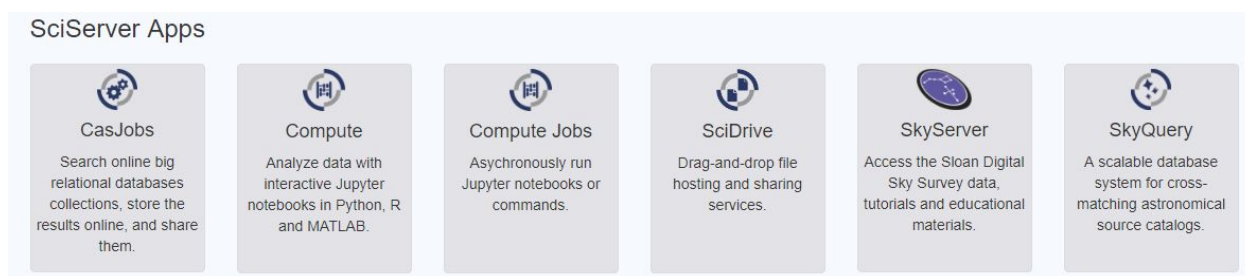 SciServer Apps
CasJobs
Search online big
relational databases
collections, store the
results online, and share
them.
Compute
Analyze data with
interactive Jupyter
notebooks in Python, R
and MATLAB.
Compute Jobs
Asychronously run
Jupyter notebooks or
commands.
SciDrive
Drag-and-drop file
hosting and sharing
services.
SkyServer
Access the Sloan Digital
Sky Survey data,
tutorials and educational
materials.
SkyQuery
A scalable database
system for cross-
matching astronomical
source catalogs.